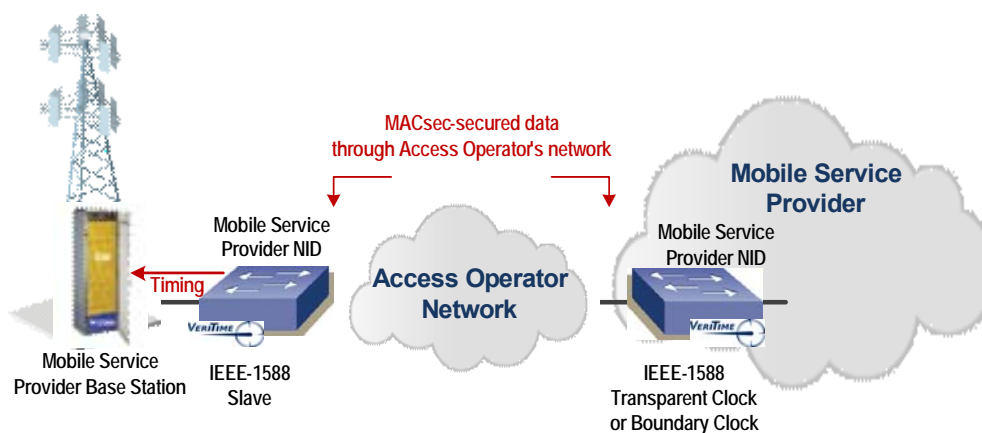 MACsec-secured data
through Access Operator's network
Mobile Service
Provider
Mobile Service
Provider NID
Mobile Service
Provider NID
Access Operator
Network
Timing
VERITIME
VERITIME
Mobile Service
Provider Base Station
IEEE-1588
Slave
IEEE-1588
Transparent Clock
or Boundary Clock